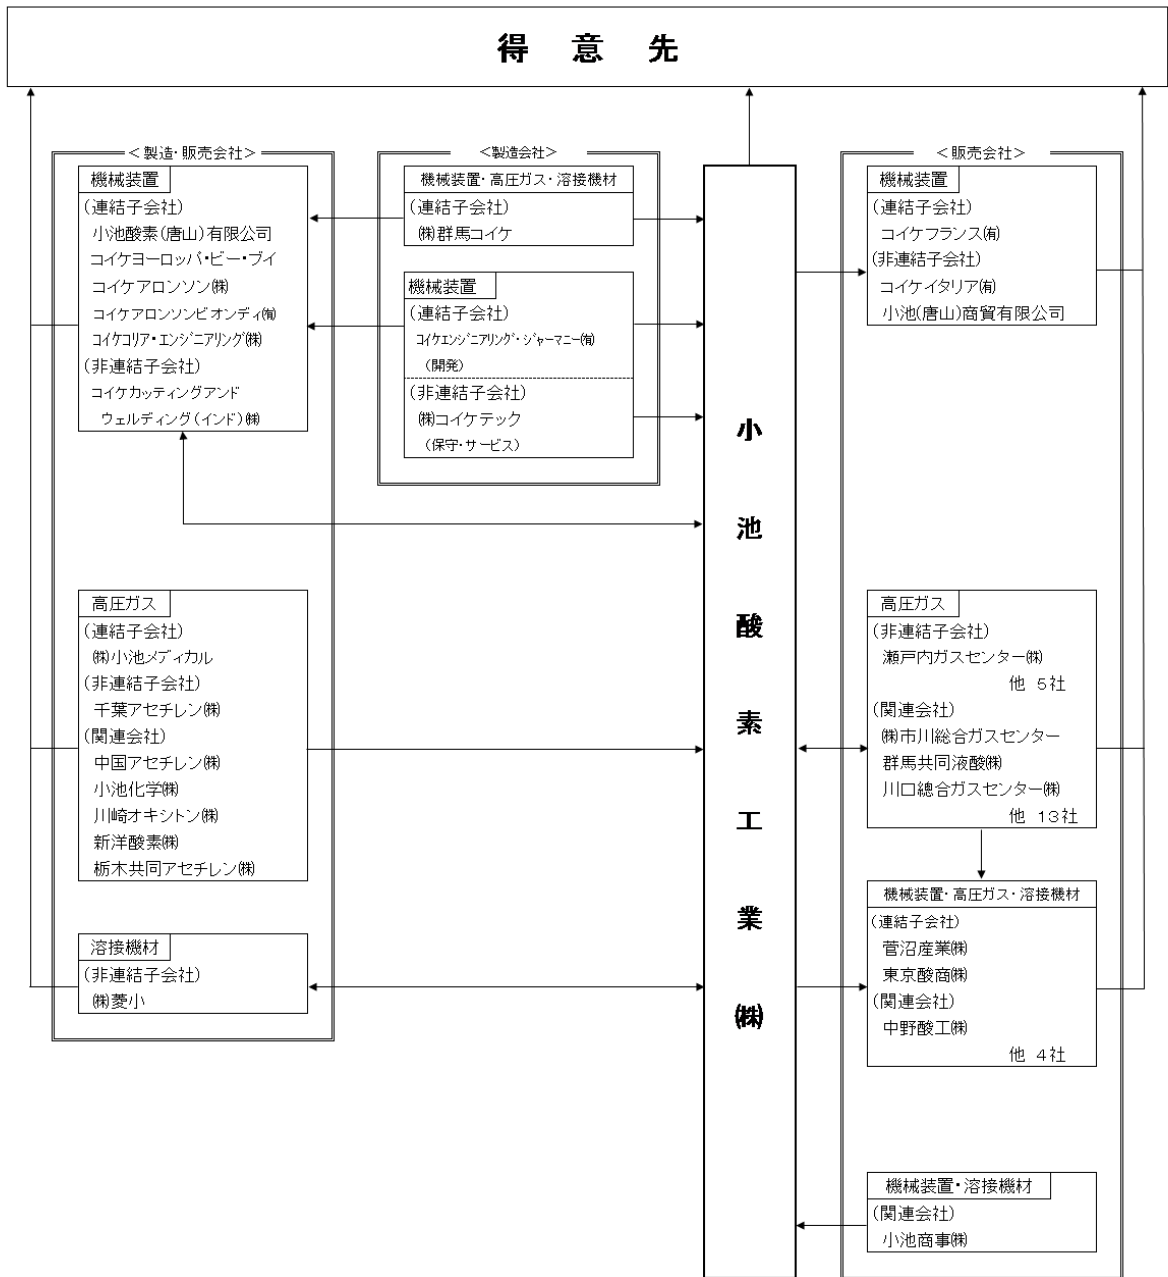 得 意 先
＜製造・販売会社＞
機械装置
(連結子会社)
小池酸素(唐山)有限公司
コイケヨーロッパ・ビー・ブイ
コイケアロンソン㈱
コイケアロンソンビオンディ㈲
コイケコリア・エンジニアリング㈱
(非連結子会社)
コイケカッティングアンド
ウェルディング(インド)㈱
高圧ガス
(連結子会社)
㈱小池メディカル
(非連結子会社)
千葉アセチレン㈱
(関連会社)
中国アセチレン㈱
小池化学㈱
川崎オキシトン㈱
新洋酸素㈱
栃木共同アセチレン㈱
溶接機材
(非連結子会社)
㈱菱小
＜製造会社＞
機械装置・高圧ガス・溶接機材
(連結子会社)
㈱群馬コイケ
機械装置
(連結子会社)
コイケエンジニアリング・ジャーマニー㈲
(開発)
(非連結子会社)
㈱コイケテック
(保守・サービス)
小池酸素工業㈱
＜販売会社＞
機械装置
(連結子会社)
コイケフランス㈲
(非連結子会社)
コイケイタリア㈲
小池(唐山)商貿有限公司
高圧ガス
(非連結子会社)
瀬戸内ガスセンター㈱
他 5社
(関連会社)
㈱市川総合ガスセンター
群馬共同液酸㈱
川口總合ガスセンター㈱
他 13社
機械装置・高圧ガス・溶接機材
(連結子会社)
菅沼産業㈱
東京酸商㈱
(関連会社)
中野酸工㈱
他 4社
機械装置・溶接機材
(関連会社)
小池商事㈱